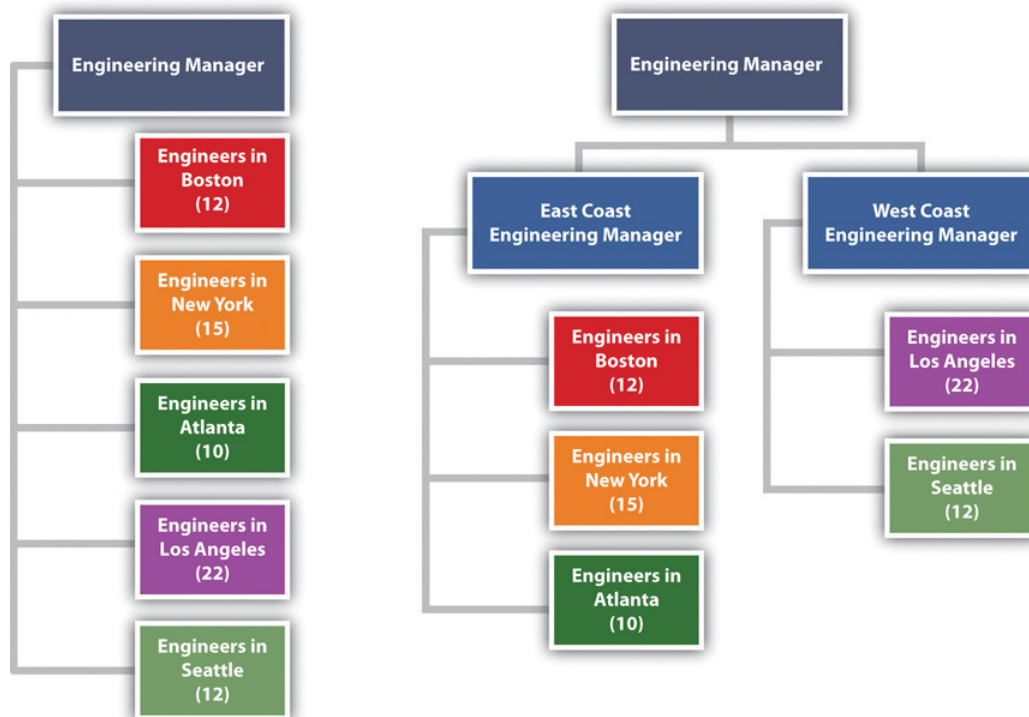 Engineering Manager
Engineers in
Boston
(12)
Engineers in
New York
(15)
Engineers in
Atlanta
(10)
Engineers in
Los Angeles
(22)
Engineers in
Seattle
(12)
Engineering Manager
East Coast
Engineering Manager
Engineers in
Boston
(12)
Engineers in
New York
(15)
Engineers in
Atlanta
(10)
West Coast
Engineering Manager
Engineers in
Los Angeles
(22)
Engineers in
Seattle
(12)